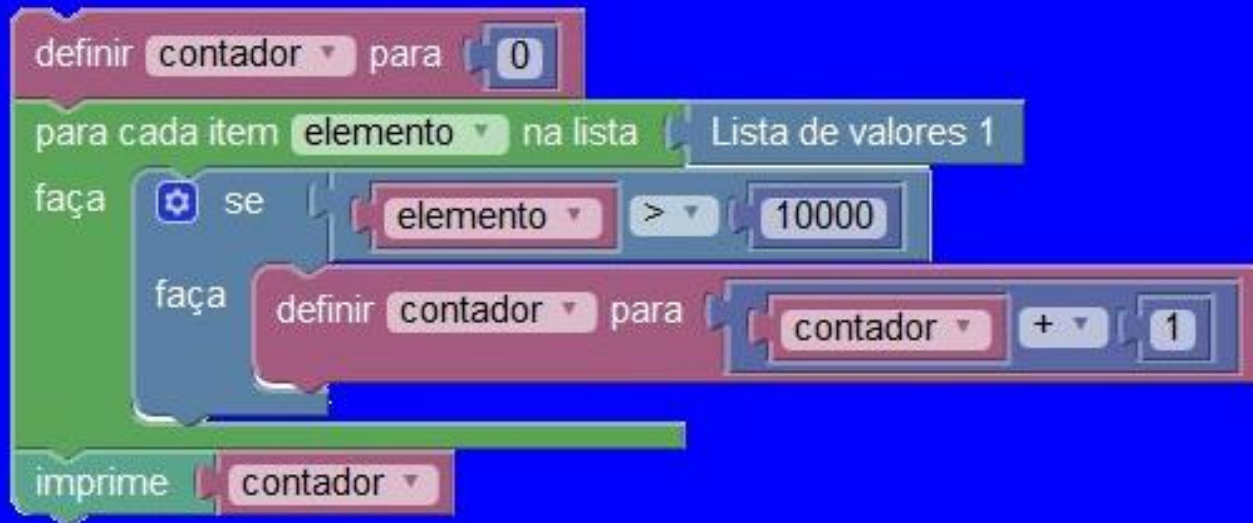 definir contador para 0
para cada item elemento na lista Lista de valores 1
faça se elemento > 10000
faça definir contador para contador + 1
imprime contador